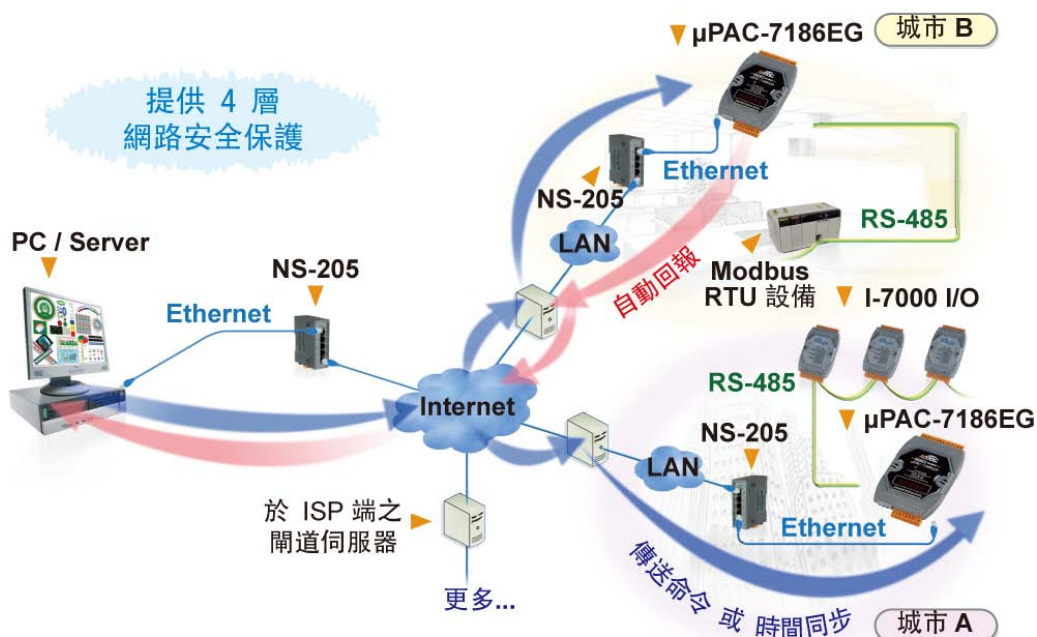 提供 4 層
網路安全保護
µPAC-7186EG
城市 B
NS-205
Ethernet
LAN
RS-485
Modbus
RTU 設備
自動回報
PC / Server
NS-205
Ethernet
Internet
I-7000 I/O
RS-485
µPAC-7186EG
NS-205
LAN
Ethernet
於 ISP 端之
閘道伺服器
更多...
傳送命令 或 時間同步
城市 A